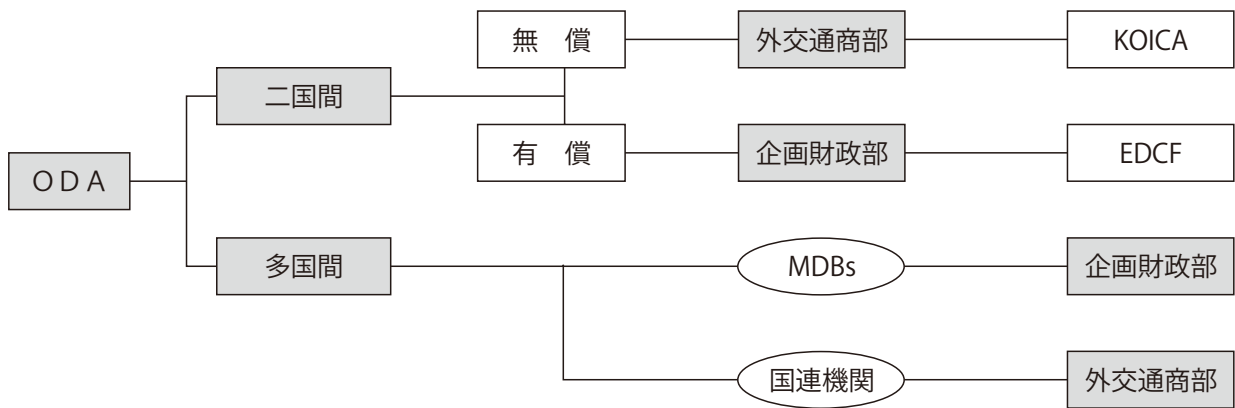 無 償
外交通商部
KOICA
二国間
有 償
企画財政部
EDCF
ＯＤＡ
多国間
MDBs
企画財政部
国連機関
外交通商部